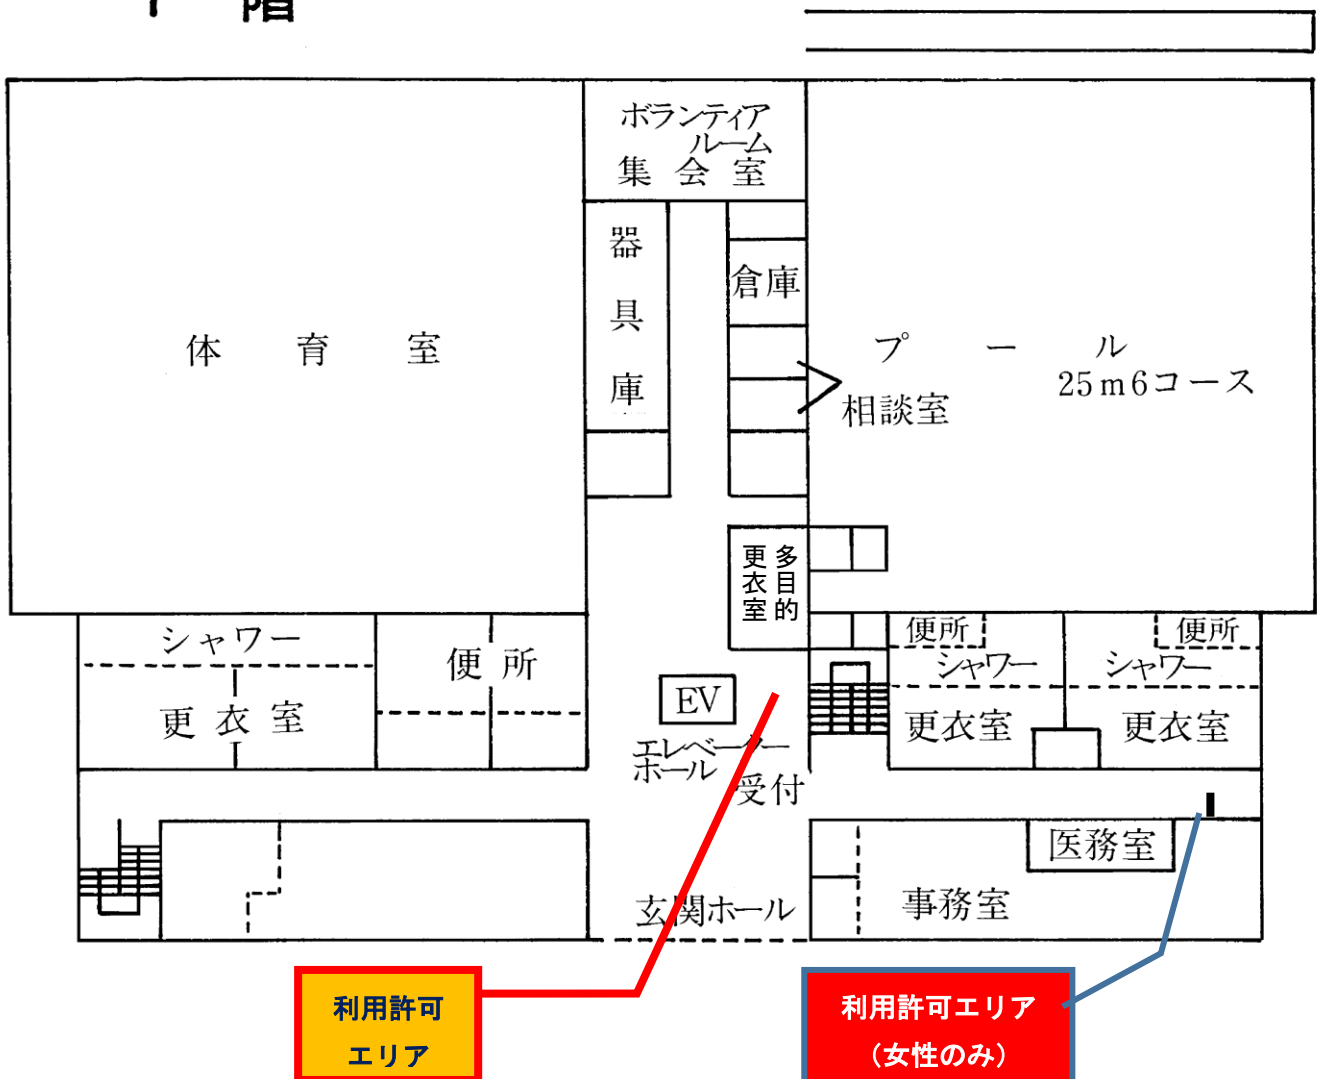 階
ボランティア
ルーム
集会室
器具庫
倉庫
体育室
プール
25m6コース
相談室
多目的
更衣室
シャワー
便所
更衣室
便所
便所
シャワー
シャワー
更衣室
更衣室
EV
エレベーター
ホール
受付
医務室
事務室
玄関ホール
利用許可
エリア
利用許可エリア
（女性のみ）